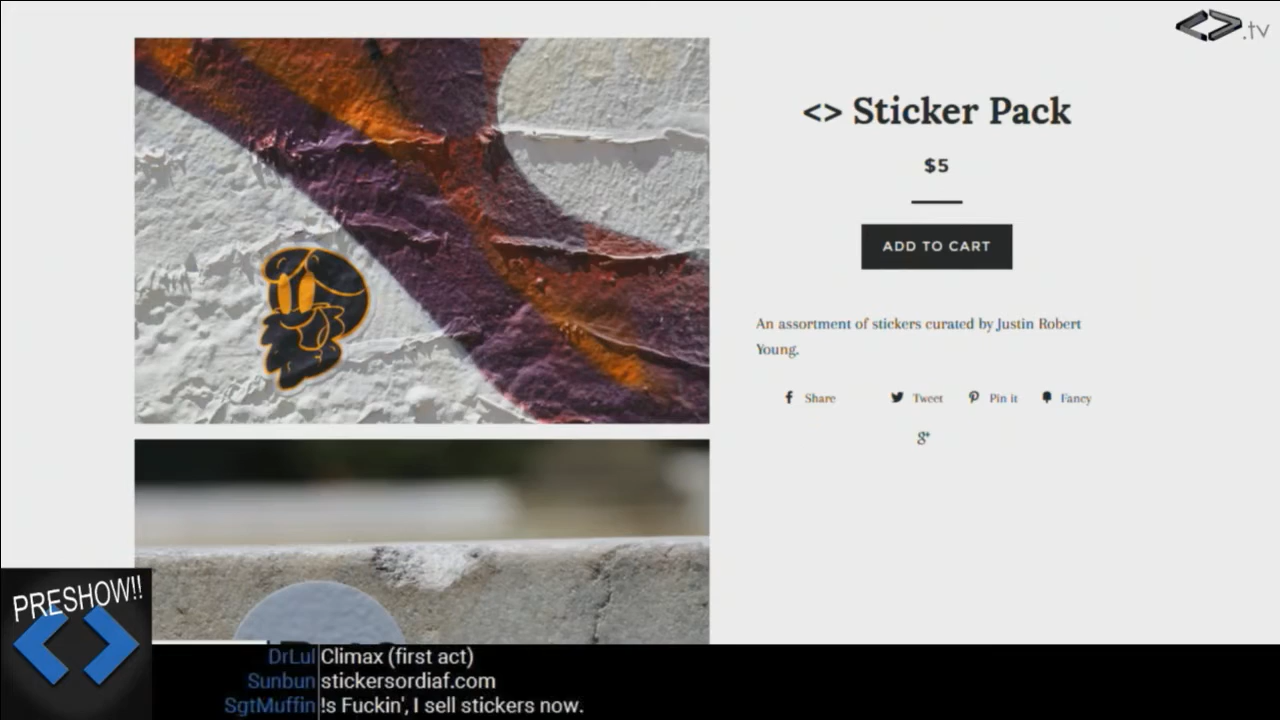 <>.tv
<> Sticker Pack
$5
ADD TO CART
An assortment of stickers curated by Justin Robert
Young.
Share Tweet Pin it Fancy
g+
PRESHOW!!
DrLul Climax (first act)
Sunbun stickersordiaf.com
SgtMuffin !s Fuckin', I sell stickers now.